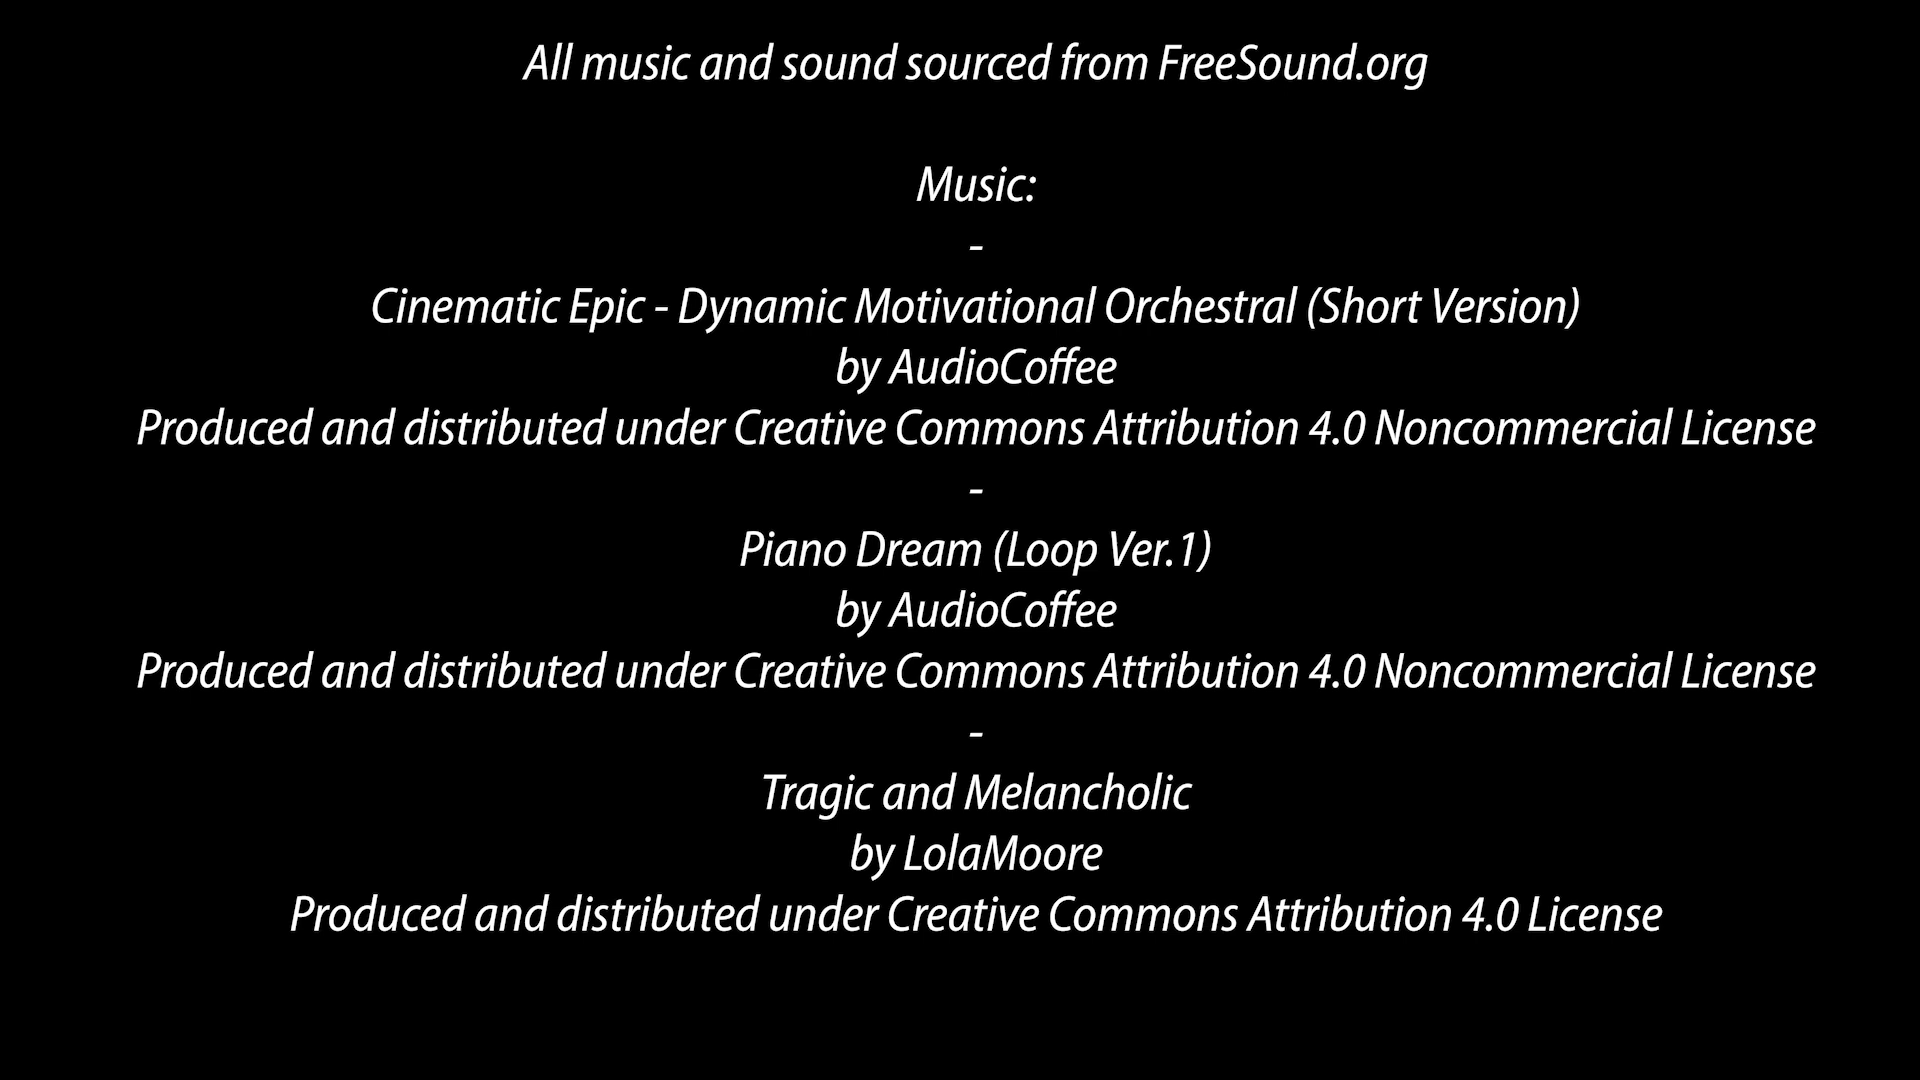 All music and sound sourced from FreeSound.org
Music:
-
Cinematic Epic - Dynamic Motivational Orchestral (Short Version)
by AudioCoffee
Produced and distributed under Creative Commons Attribution 4.0 Noncommercial License
-
Piano Dream (Loop Ver.1)
by AudioCoffee
Produced and distributed under Creative Commons Attribution 4.0 Noncommercial License
-
Tragic and Melancholic
by LolaMoore
Produced and distributed under Creative Commons Attribution 4.0 License